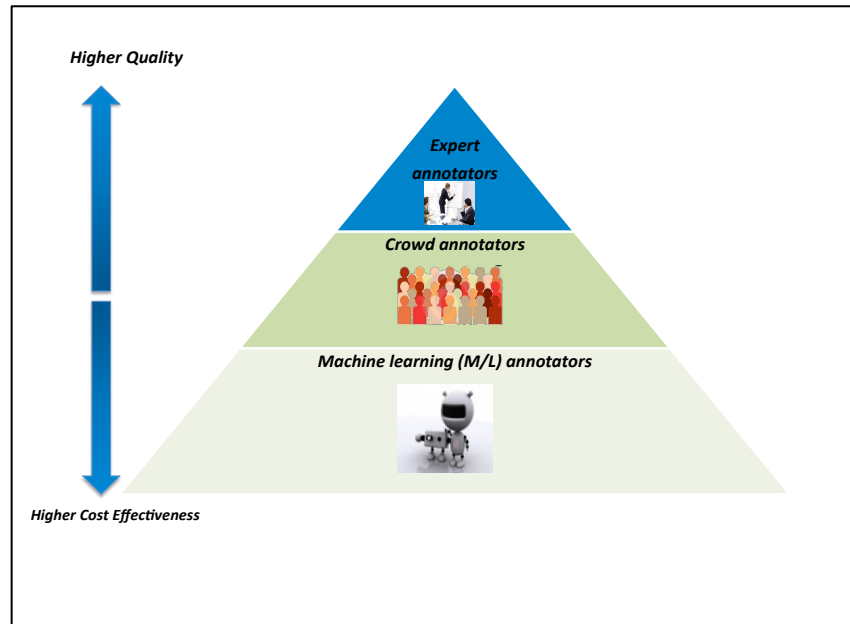 Higher Quality
Expert
annotators
Crowd annotators
Machine learning (M/L) annotators
Higher Cost Effectiveness